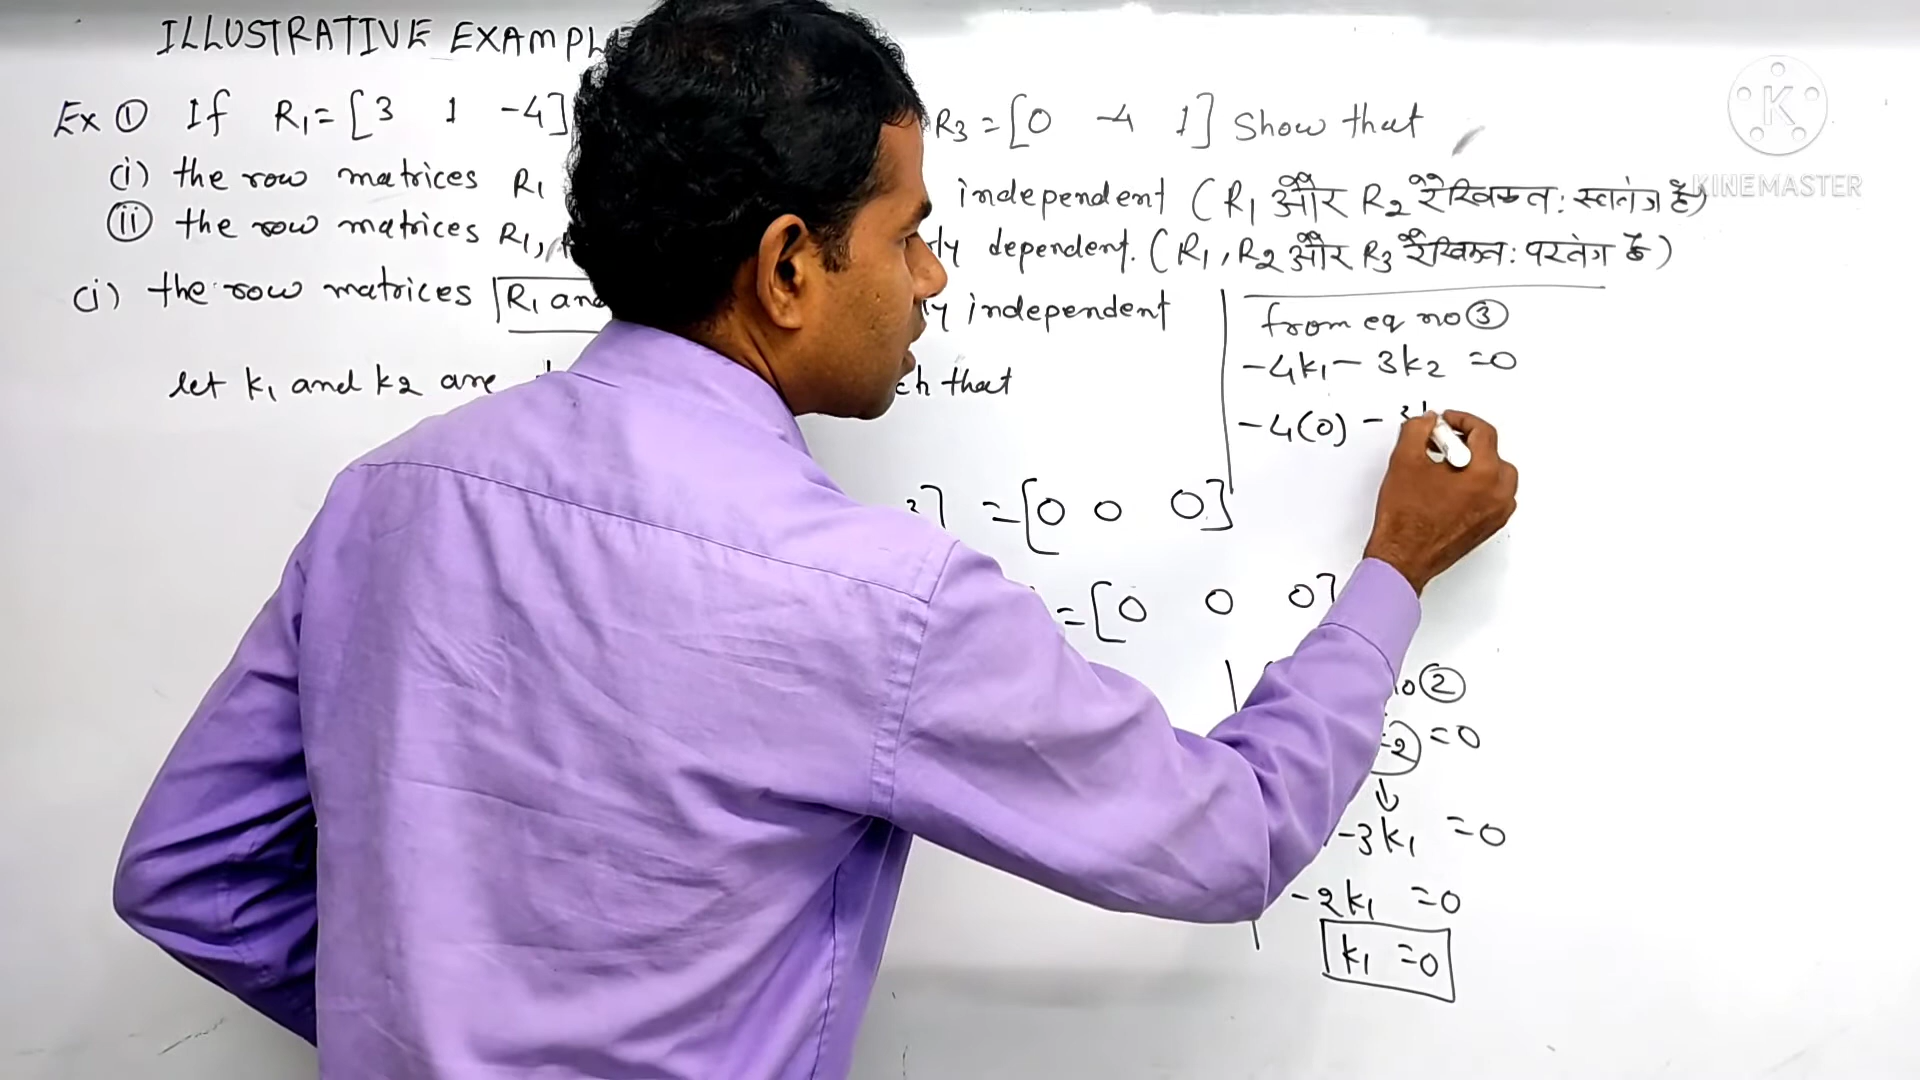 ILLUSTRATIVE EXAMPL
Ex ① If R₁ = [3 1 -4] R3 = [0 -4 1] Show that
(i) the row matrices R₁ independent (R₁ और R₂ रैखिकतः स्वतंत्र है)
(ii) the row matrices R₁, ly dependent. (R₁, R₂ और R₃ रैखिकतः परतंत्र है)
(i) the row matrices R₁ and ly independent
let k₁ and k₂ are ch that
= [0 0 0]
= [0 0 0]
from eq no ③
-4k₁ - 3k₂ = 0
-4(0) - 3
no ②
= 0
-3k₁ = 0
-2k₁ = 0
k₁ = 0
K
KINEMASTER